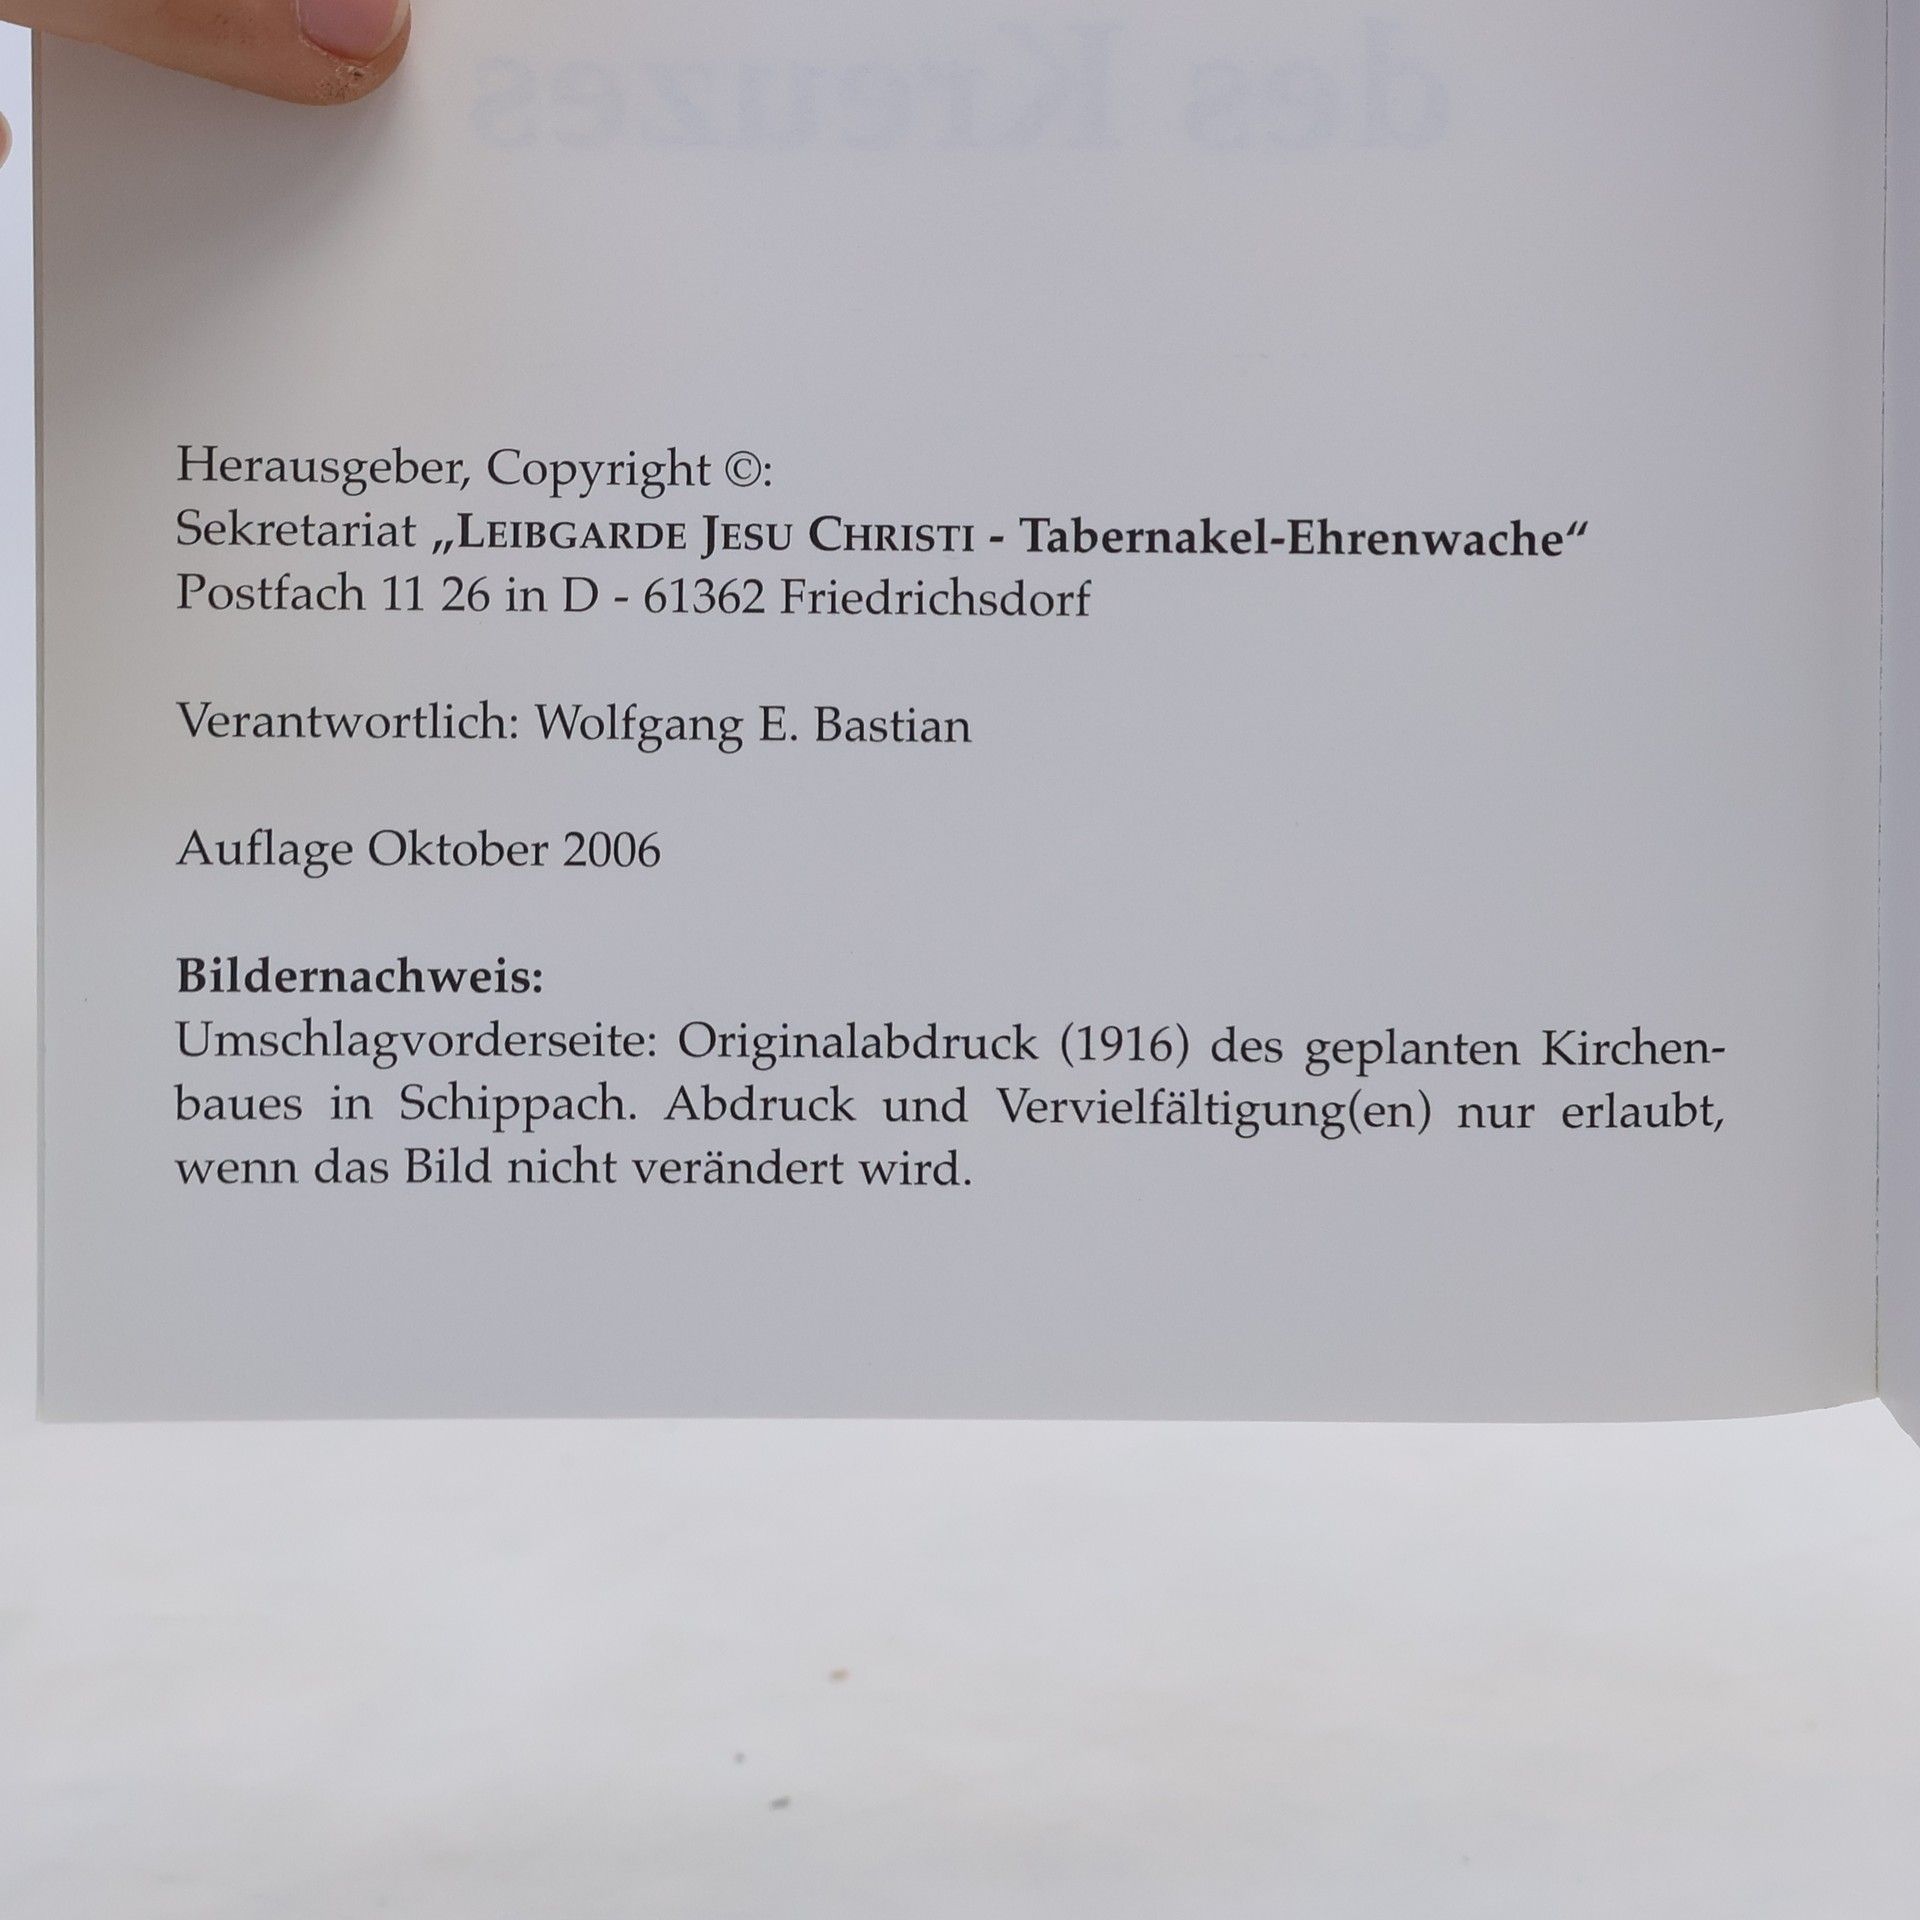 des Kreuzes
Herausgeber, Copyright ©:
Sekretariat „LEIBGARDE JESU CHRISTI - Tabernakel-Ehrenwache“
Postfach 11 26 in D - 61362 Friedrichsdorf
Verantwortlich: Wolfgang E. Bastian
Auflage Oktober 2006
Bildernachweis:
Umschlagvorderseite: Originalabdruck (1916) des geplanten Kirchen-
baues in Schippach. Abdruck und Vervielfältigung(en) nur erlaubt,
wenn das Bild nicht verändert wird.